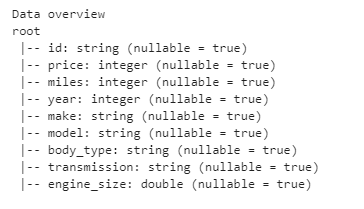 Data overview
root
 |-- id: string (nullable = true)
 |-- price: integer (nullable = true)
 |-- miles: integer (nullable = true)
 |-- year: integer (nullable = true)
 |-- make: string (nullable = true)
 |-- model: string (nullable = true)
 |-- body_type: string (nullable = true)
 |-- transmission: string (nullable = true)
 |-- engine_size: double (nullable = true)